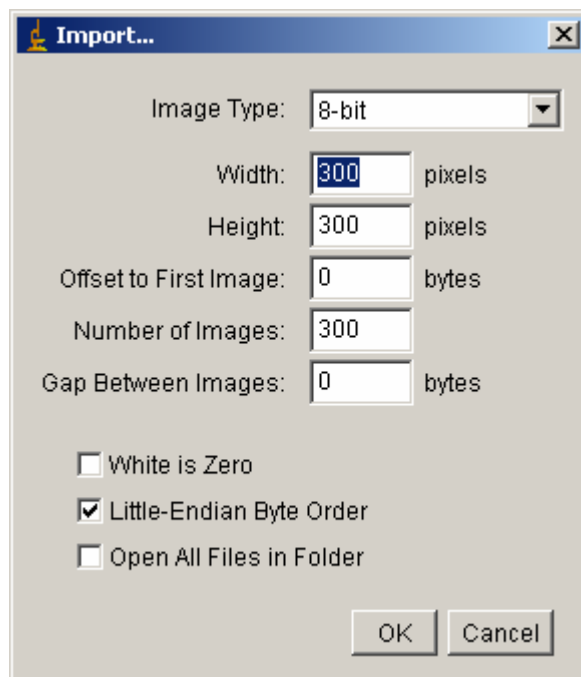 Import...
Image Type: 8-bit
Width: 300 pixels
Height: 300 pixels
Offset to First Image: 0 bytes
Number of Images: 300
Gap Between Images: 0 bytes
White is Zero
Little-Endian Byte Order
Open All Files in Folder
OK Cancel